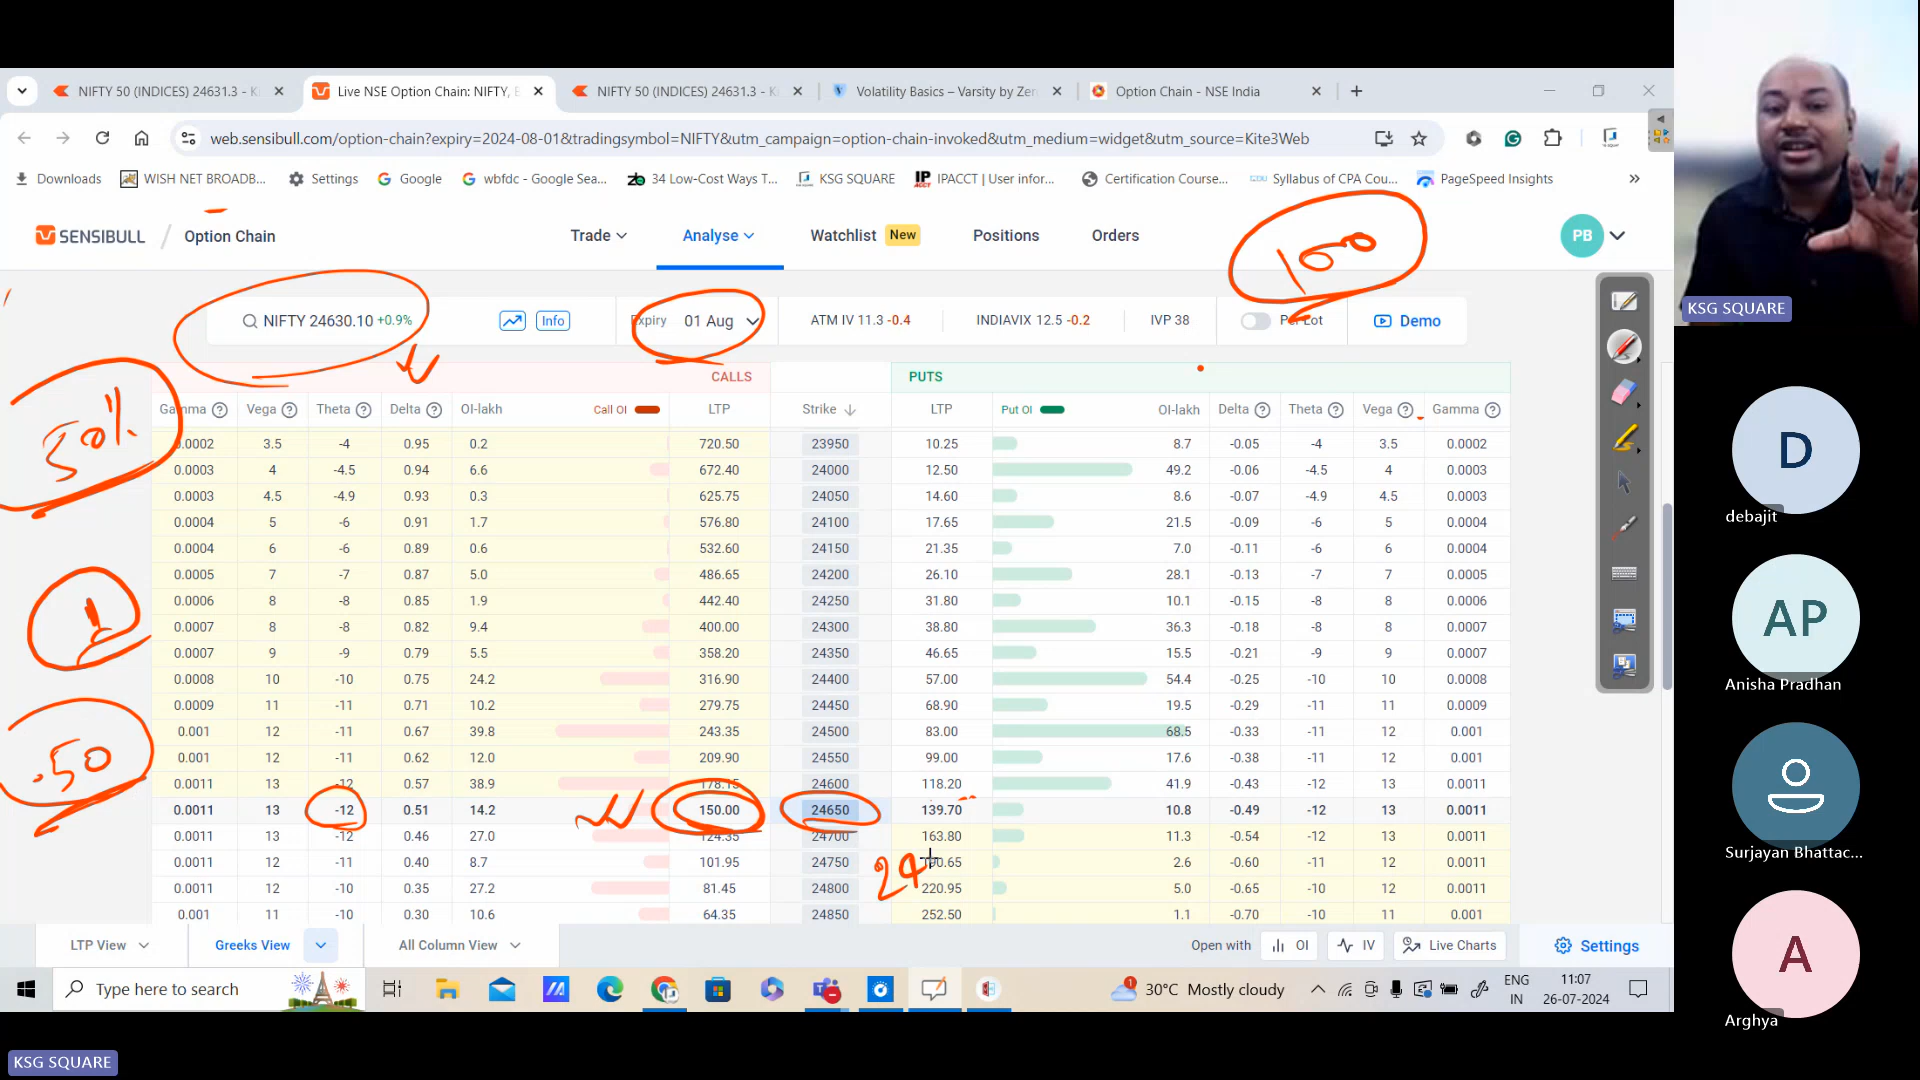 NIFTY 50 (INDICES) 24631.3 - Ki
Live NSE Option Chain: NIFTY, B
NIFTY 50 (INDICES) 24631.3 - Ki
Volatility Basics – Varsity by Zer
Option Chain - NSE India
web.sensibull.com/option-chain?expiry=2024-08-01&tradingsymbol=NIFTY&utm_campaign=option-chain-invoked&utm_medium=widget&utm_source=Kite3Web
Downloads WISH NET BROADB... Settings Google wbfdc - Google Sea... 34 Low-Cost Ways T... KSG SQUARE IPACCT | User infor... Certification Course... Syllabus of CPA Cou... PageSpeed Insights
SENSIBULL / Option Chain Trade Analyse Watchlist New Positions Orders PB
1000
NIFTY 24630.10 +0.9% Info Expiry 01 Aug ATM IV 11.3 -0.4 INDIAVIX 12.5 -0.2 IVP 38 Demo
CALLS PUTS
Gamma Vega Theta Delta OI-lakh Call OI LTP Strike LTP Put OI OI-lakh Delta Theta Vega Gamma
0.0002 3.5 -4 0.95 0.2 720.50 23950 10.25 8.7 -0.05 -4 3.5 0.0002
0.0003 4 -4.5 0.94 6.6 672.40 24000 12.50 49.2 -0.06 -4.5 4 0.0003
0.0003 4.5 -4.9 0.93 0.3 625.75 24050 14.60 8.6 -0.07 -4.9 4.5 0.0003
0.0004 5 -6 0.91 1.7 576.80 24100 17.65 21.5 -0.09 -6 5 0.0004
0.0004 6 -6 0.89 0.6 532.60 24150 21.35 7.0 -0.11 -6 6 0.0004
0.0005 7 -7 0.87 5.0 486.65 24200 26.10 28.1 -0.13 -7 7 0.0005
0.0006 8 -8 0.85 1.9 442.40 24250 31.80 10.1 -0.15 -8 8 0.0006
0.0007 8 -8 0.82 9.4 400.00 24300 38.80 36.3 -0.18 -8 8 0.0007
0.0007 9 -9 0.79 5.5 358.20 24350 46.65 15.5 -0.21 -9 9 0.0007
0.0008 10 -10 0.75 24.2 316.90 24400 57.00 54.4 -0.25 -10 10 0.0008
0.0009 11 -11 0.71 10.2 279.75 24450 68.90 19.5 -0.29 -11 11 0.0009
0.001 12 -11 0.67 39.8 243.35 24500 83.00 68.5 -0.33 -11 12 0.001
0.001 12 -11 0.62 12.0 209.90 24550 99.00 17.6 -0.38 -11 12 0.001
0.0011 13 -12 0.57 38.9 178.15 24600 118.20 41.9 -0.43 -12 13 0.0011
0.0011 13 -12 0.51 14.2 150.00 24650 139.70 10.8 -0.49 -12 13 0.0011
0.0011 13 -12 0.46 27.0 124.35 24700 163.80 11.3 -0.54 -12 13 0.0011
0.0011 12 -11 0.40 8.7 101.95 24750 2.6 -0.60 -11 12 0.0011
0.0011 12 -10 0.35 27.2 81.45 24800 220.95 5.0 -0.65 -10 12 0.0011
0.001 11 -10 0.30 10.6 64.35 24850 252.50 1.1 -0.70 -10 11 0.001
50%
1
.50
24
LTP View Greeks View All Column View Open with OI IV Live Charts Settings
Type here to search 30°C Mostly cloudy ENG IN 11:07 26-07-2024
KSG SQUARE
D
debajit
AP
Anisha Pradhan
Surjayan Bhattac...
A
Arghya
KSG SQUARE